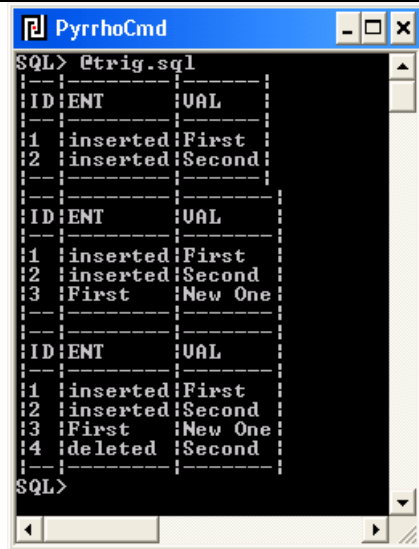 PyrrhoCmd
SQL> @trig.sql
|--|--------|------|
|ID|ENT     |VAL   |
|--|--------|------|
|1 |inserted|First |
|2 |inserted|Second|
|--|--------|------|
|--|--------|-------|
|ID|ENT     |VAL    |
|--|--------|-------|
|1 |inserted|First  |
|2 |inserted|Second |
|3 |First   |New One|
|--|--------|-------|
|--|--------|-------|
|ID|ENT     |VAL    |
|--|--------|-------|
|1 |inserted|First  |
|2 |inserted|Second |
|3 |First   |New One|
|4 |deleted |Second |
|--|--------|-------|
SQL>